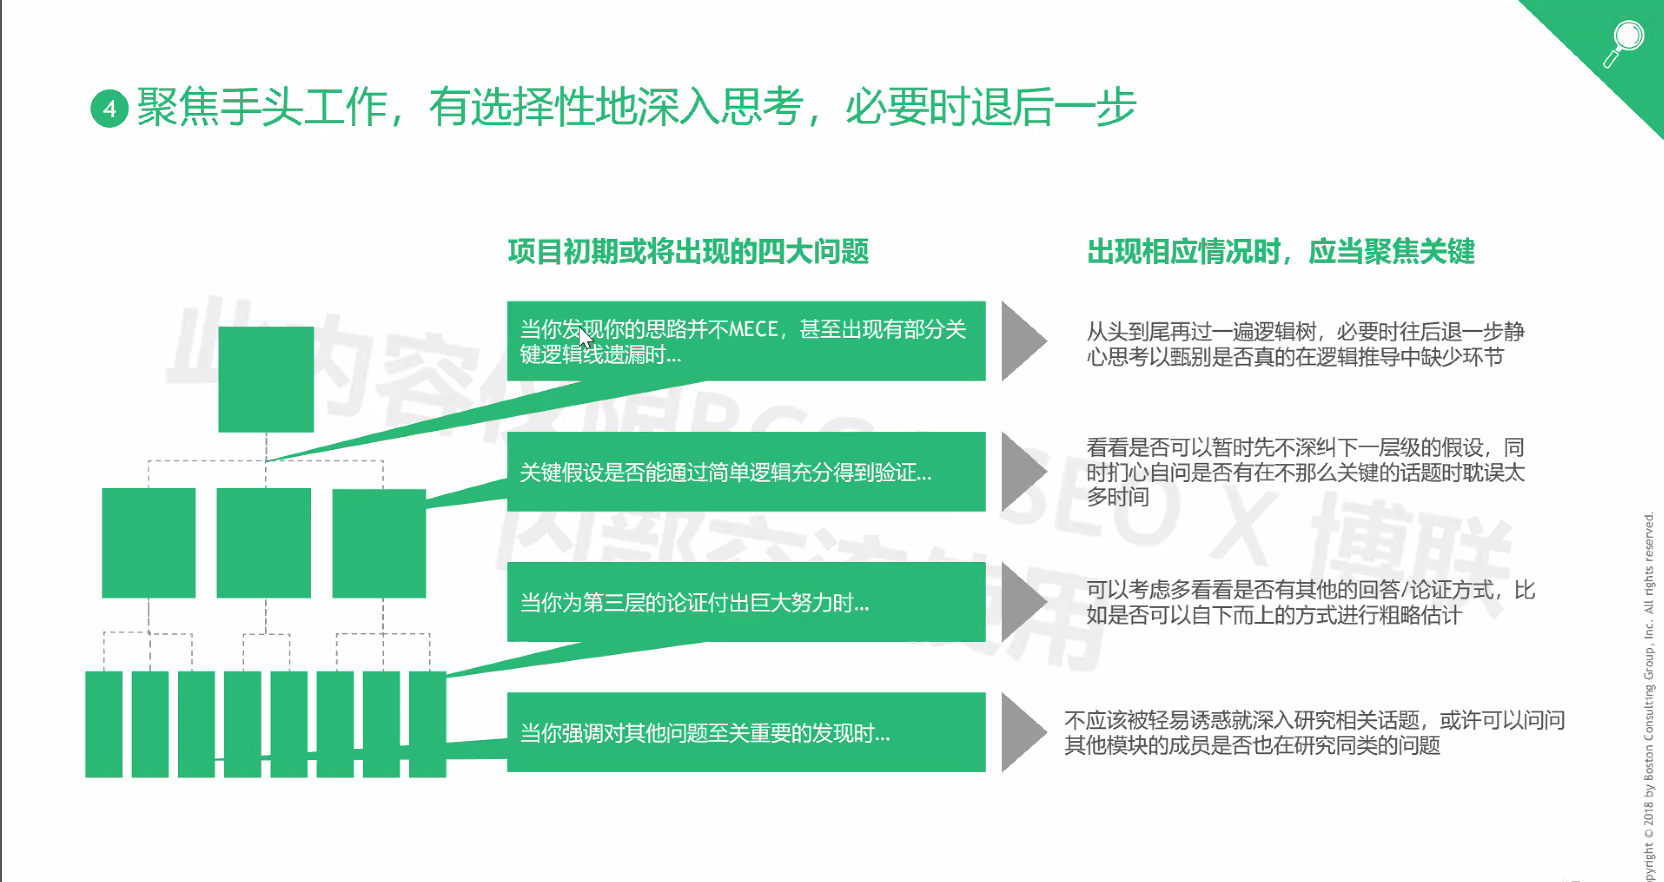 4 聚焦手头工作，有选择性地深入思考，必要时退后一步
项目初期或将出现的四大问题
出现相应情况时，应当聚焦关键
当你发现你的思路并不MECE，甚至出现有部分关
键逻辑线遗漏时...
从头到尾再过一遍逻辑树，必要时往后退一步静
心思考以甄别是否真的在逻辑推导中缺少环节
关键假设是否能通过简单逻辑充分得到验证...
看看是否可以暂时先不深纠下一层级的假设，同
时扪心自问是否有在不那么关键的话题时耽误太
多时间
当你为第三层的论证付出巨大努力时...
可以考虑多看看是否有其他的回答/论证方式，比
如是否可以自下而上的方式进行粗略估计
当你强调对其他问题至关重要的发现时...
不应该被轻易诱惑就深入研究相关话题，或许可以问问
其他模块的成员是否也在研究同类的问题
此内容仅限BCG SEO X 博联
内部交流使用
opyright © 2018 by Boston Consulting Group, Inc. All rights reserved.